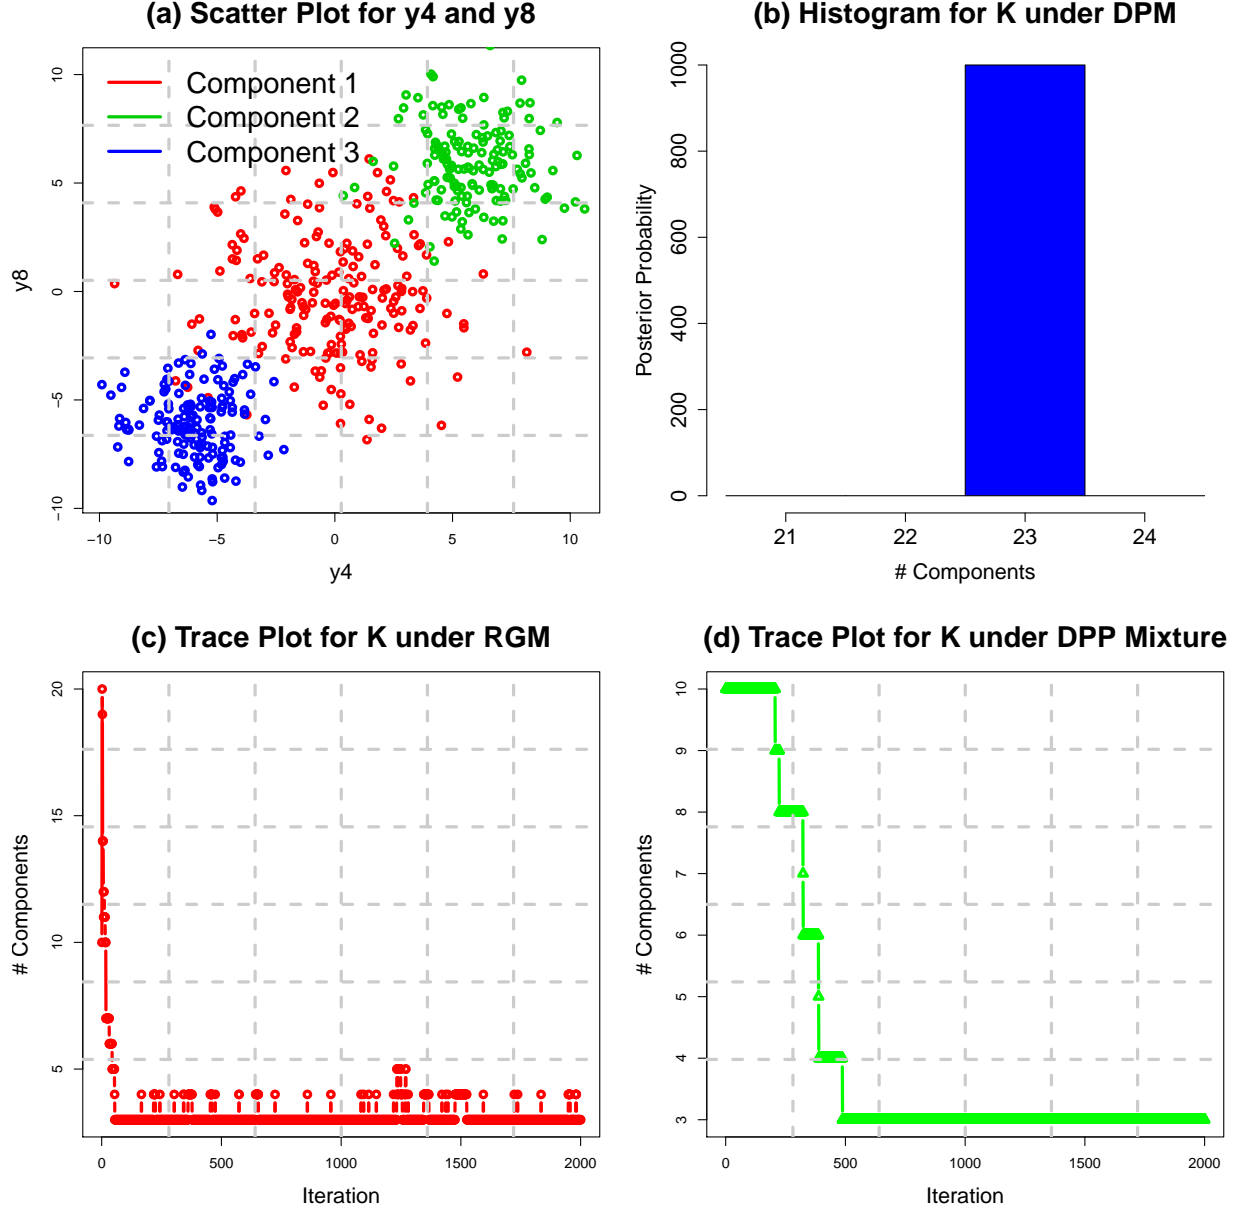 (a) Scatter Plot for y4 and y8
Component 1
Component 2
Component 3
y8
10
5
0
−5
−10
−10 −5 0 5 10
y4
(b) Histogram for K under DPM
Posterior Probability
1000
800
600
400
200
0
21 22 23 24
# Components
(c) Trace Plot for K under RGM
# Components
20
15
10
5
0 500 1000 1500 2000
Iteration
(d) Trace Plot for K under DPP Mixture
# Components
10
9
8
7
6
5
4
3
0 500 1000 1500 2000
Iteration